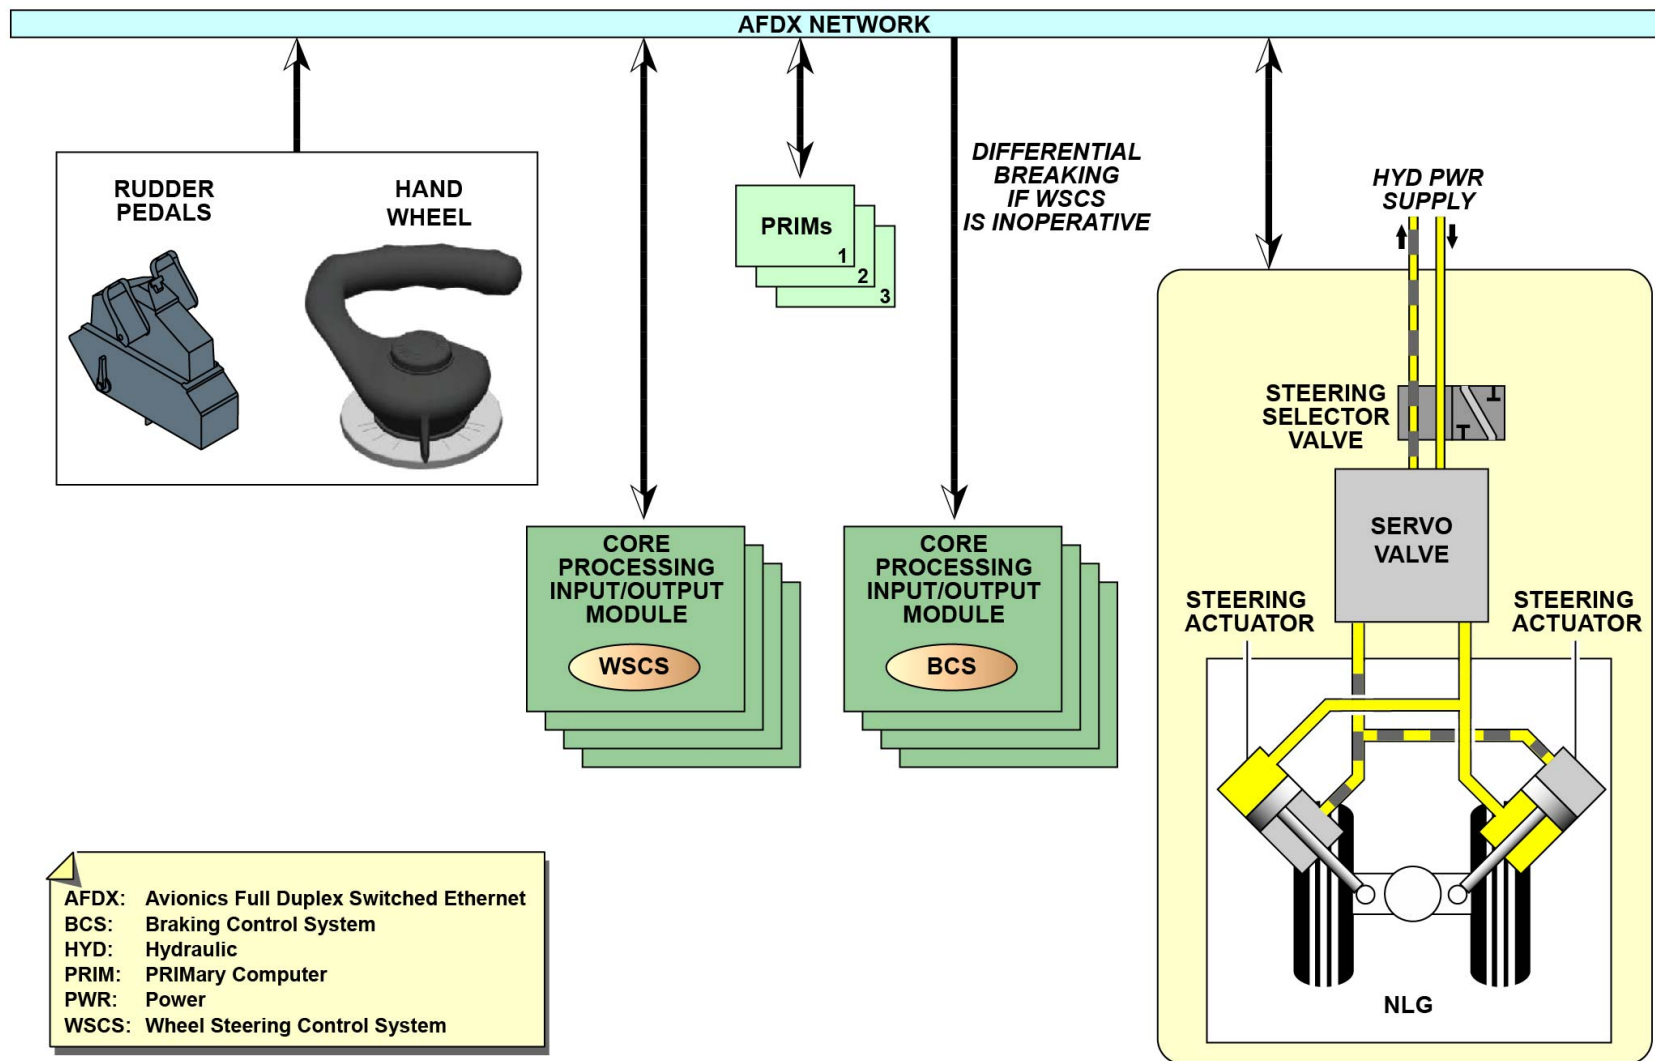 AFDX NETWORK
RUDDER
PEDALS
HAND
WHEEL
PRIMs
1
2
3
DIFFERENTIAL
BREAKING
IF WSCS
IS INOPERATIVE
HYD PWR
SUPPLY
STEERING
SELECTOR
VALVE
SERVO
VALVE
CORE
PROCESSING
INPUT/OUTPUT
MODULE
WSCS
CORE
PROCESSING
INPUT/OUTPUT
MODULE
BCS
STEERING
ACTUATOR
STEERING
ACTUATOR
NLG
AFDX: Avionics Full Duplex Switched Ethernet
BCS: Braking Control System
HYD: Hydraulic
PRIM: PRIMary Computer
PWR: Power
WSCS: Wheel Steering Control System